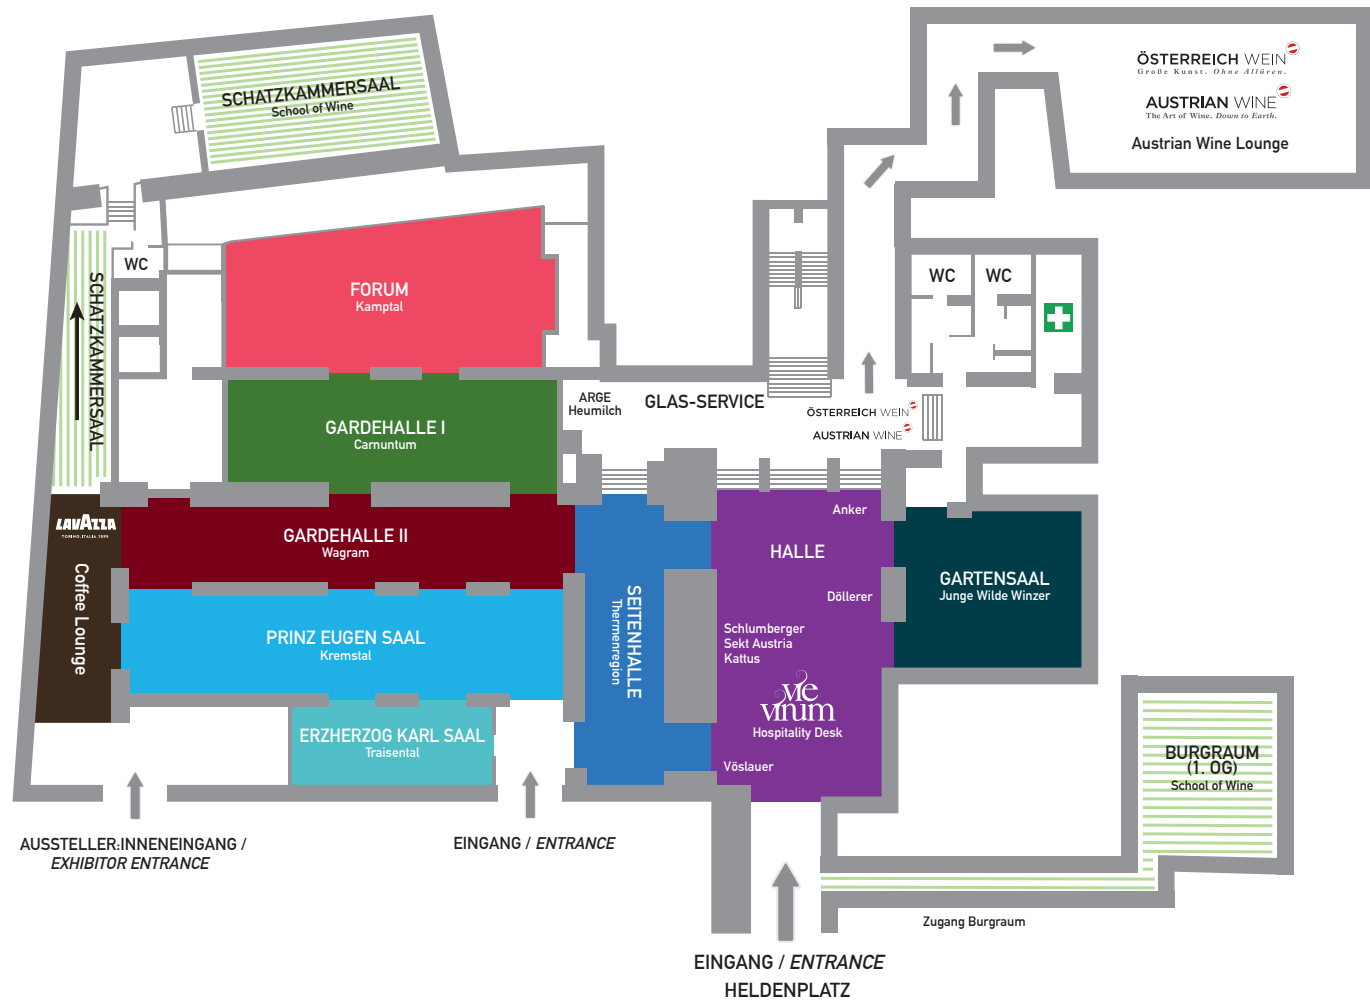 ÖSTERREICH WEIN
Große Kunst. Ohne Allüren.
AUSTRIAN WINE
The Art of Wine. Down to Earth.
Austrian Wine Lounge
SCHATZKAMMERSAAL
School of Wine
WC
SCHATZKAMMERSAAL
FORUM
Kamptal
WC
WC
GARDEHALLE I
Carnuntum
ARGE
Heumilch
GLAS-SERVICE
ÖSTERREICH WEIN
AUSTRIAN WINE
LAVAZZA
TORINO, ITALIA, 1895
Coffee Lounge
GARDEHALLE II
Wagram
PRINZ EUGEN SAAL
Kremstal
ERZHERZOG KARL SAAL
Traisental
SEITENHALLE
Thermenregion
Anker
HALLE
Döllerer
Schlumberger
Sekt Austria
Kattus
vie
vinum
Hospitality Desk
Vöslauer
GARTENSAAL
Junge Wilde Winzer
BURGRAUM
(1. OG)
School of Wine
AUSSTELLER:INNENEINGANG /
EXHIBITOR ENTRANCE
EINGANG / ENTRANCE
Zugang Burgraum
EINGANG / ENTRANCE
HELDENPLATZ